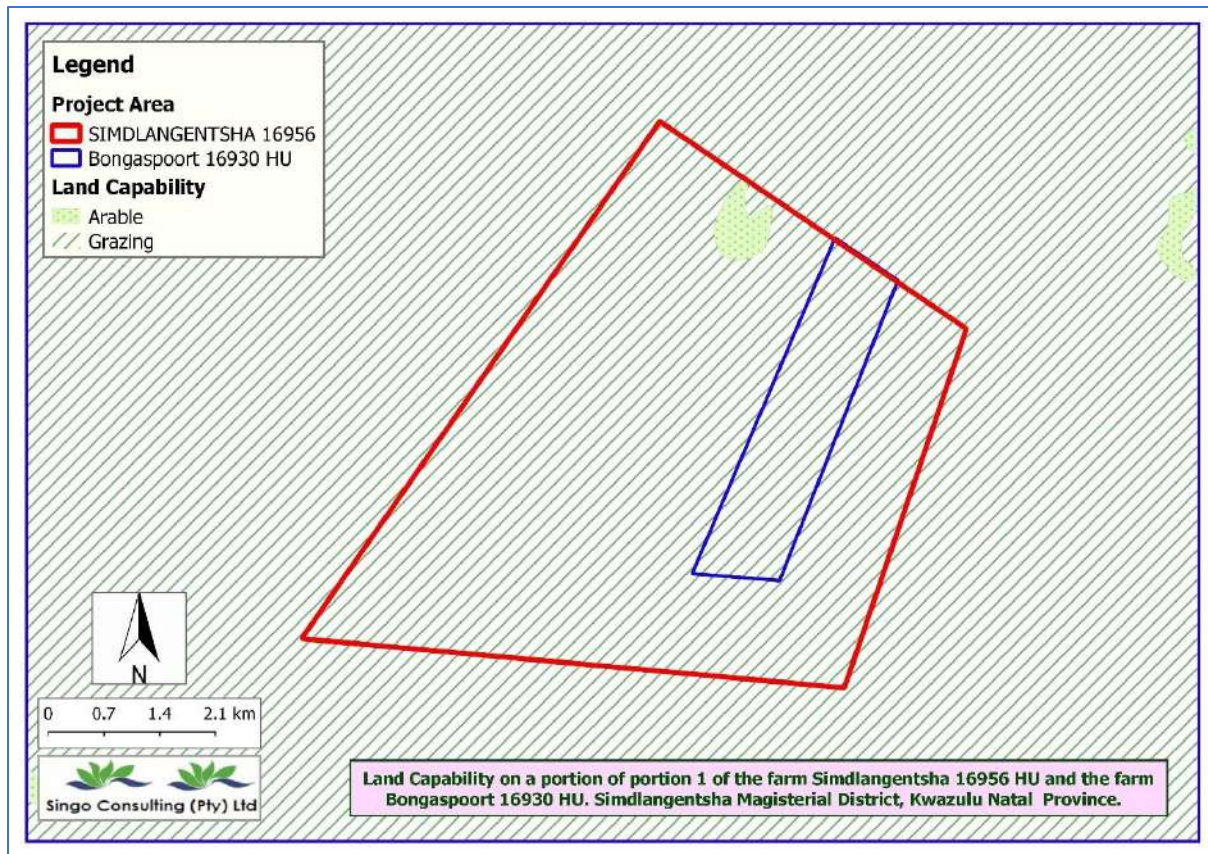 Legend
Project Area
SIMDLANGENTSHA 16956
Bongaspoort 16930 HU
Land Capability
Arable
Grazing
N
0 0.7 1.4 2.1 km
Singo Consulting (Pty) Ltd
Land Capability on a portion of portion 1 of the farm Simdlangentsha 16956 HU and the farm
Bongaspoort 16930 HU. Simdlangentsha Magisterial District, Kwazulu Natal Province.